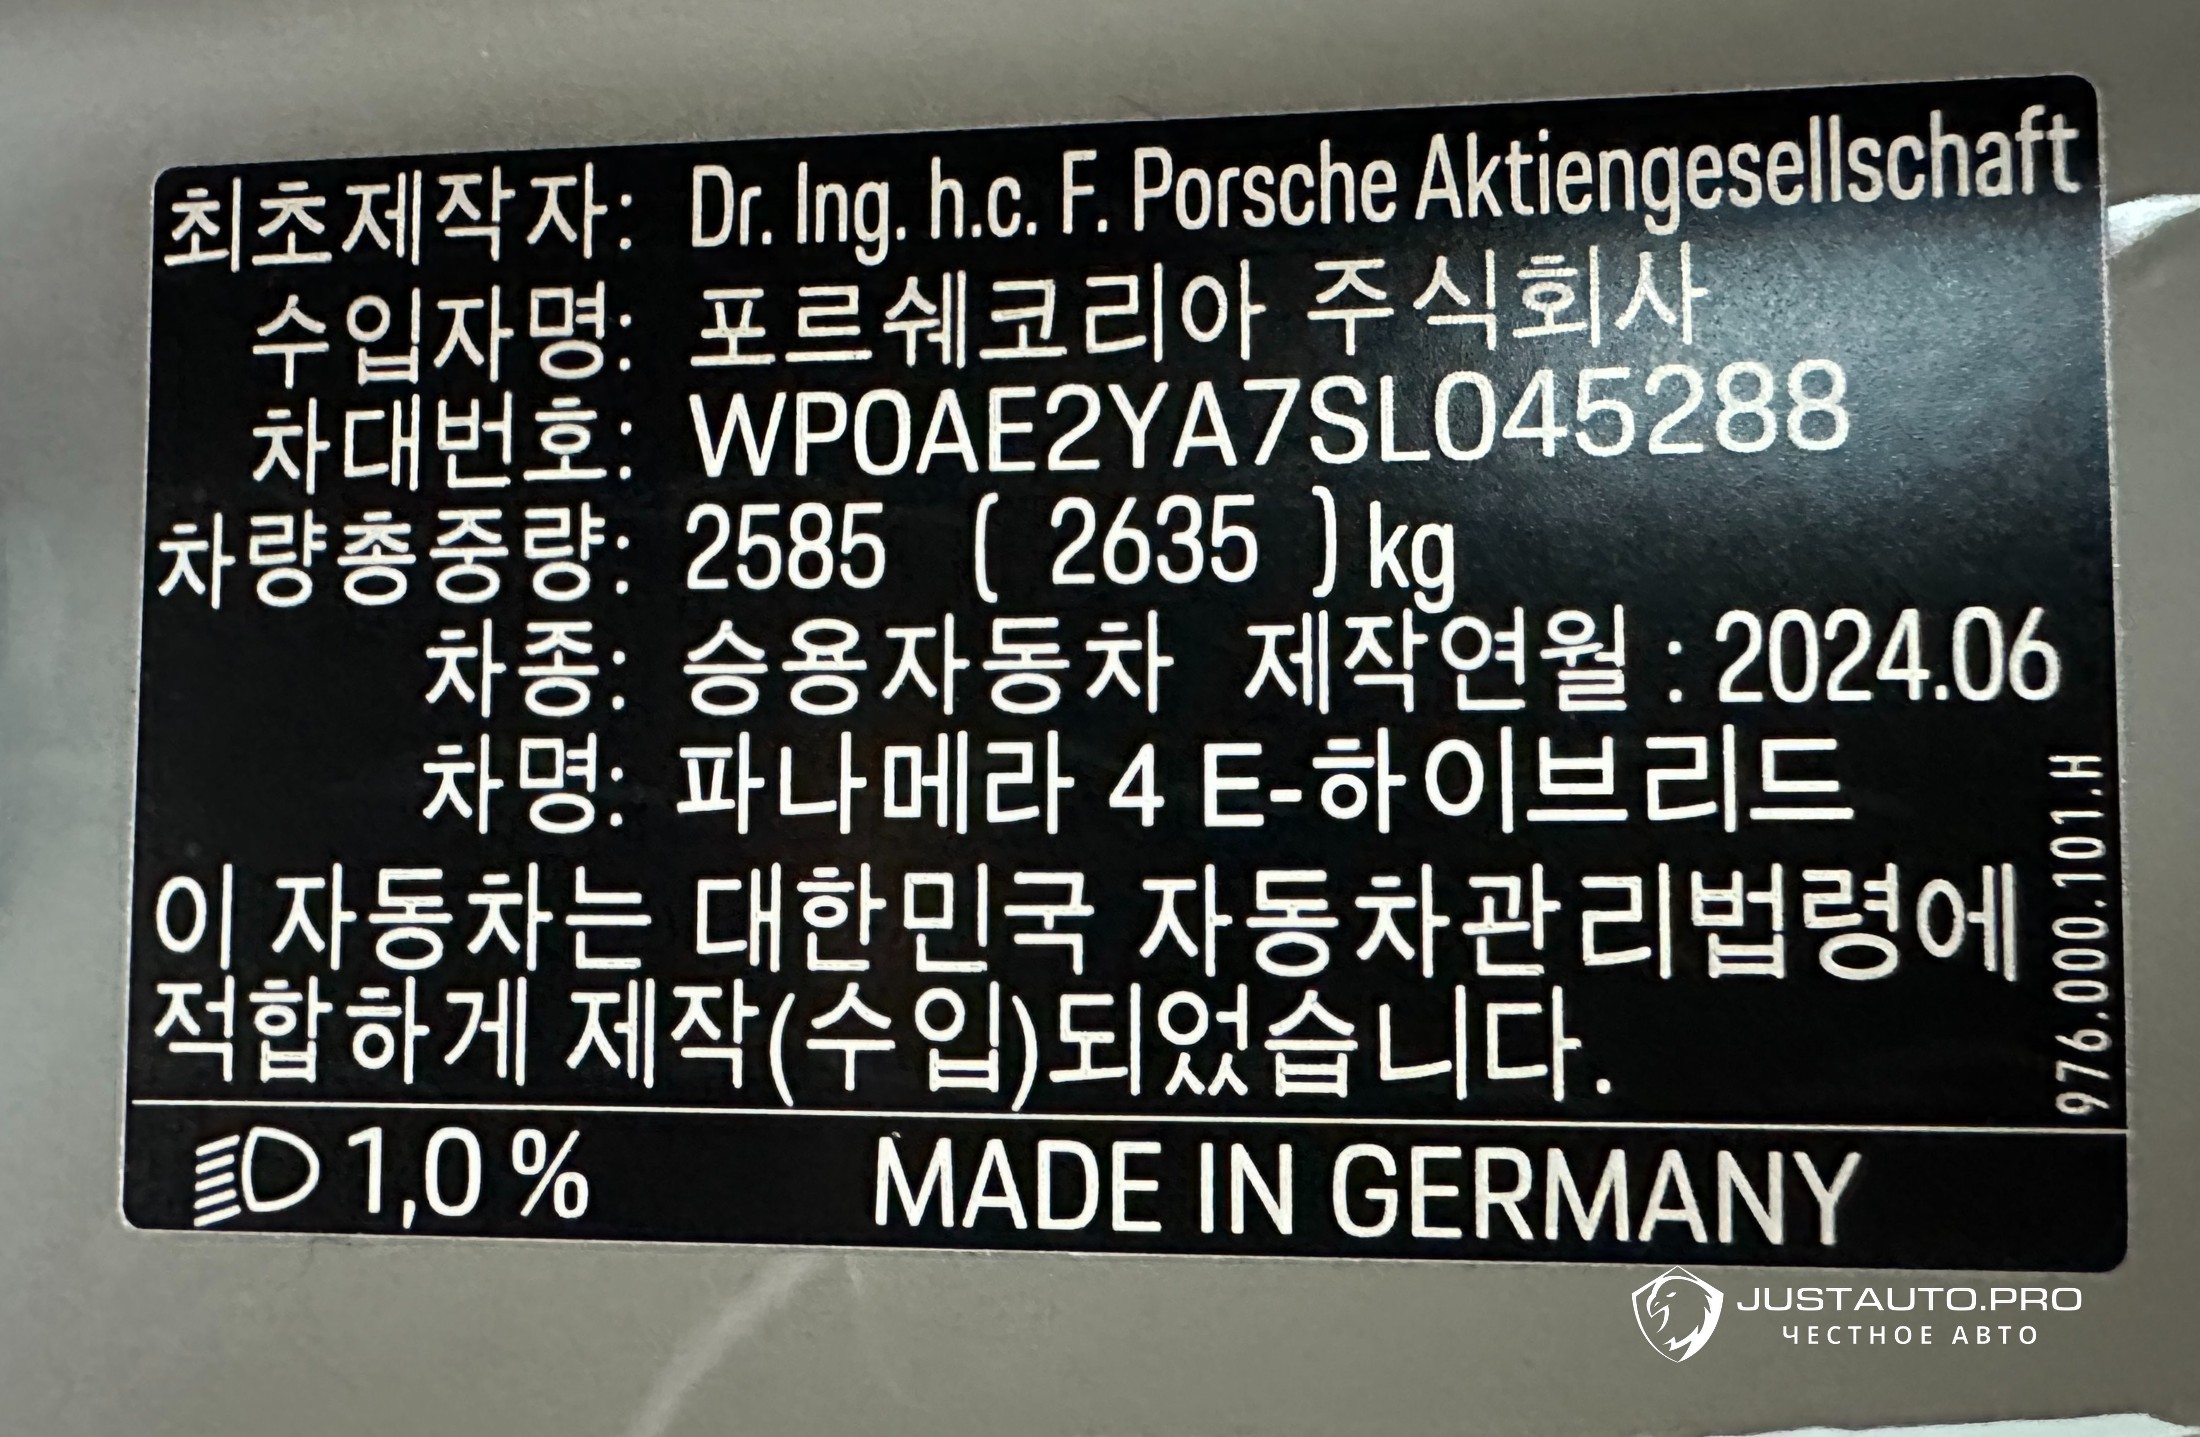 최초제작자: Dr. Ing. h.c. F. Porsche Aktiengesellschaft
수입자명: 포르쉐코리아 주식회사
차대번호: WP0AE2YA7SL045288
차량총중량: 2585 ( 2635 ) kg
차종: 승용자동차 제작연월 : 2024.06
차명: 파나메라 4 E-하이브리드
이 자동차는 대한민국 자동차관리법령에
적합하게 제작(수입)되었습니다.
976.000.101.H
1,0 % MADE IN GERMANY
JUSTAUTO.PRO
ЧЕСТНОЕ АВТО